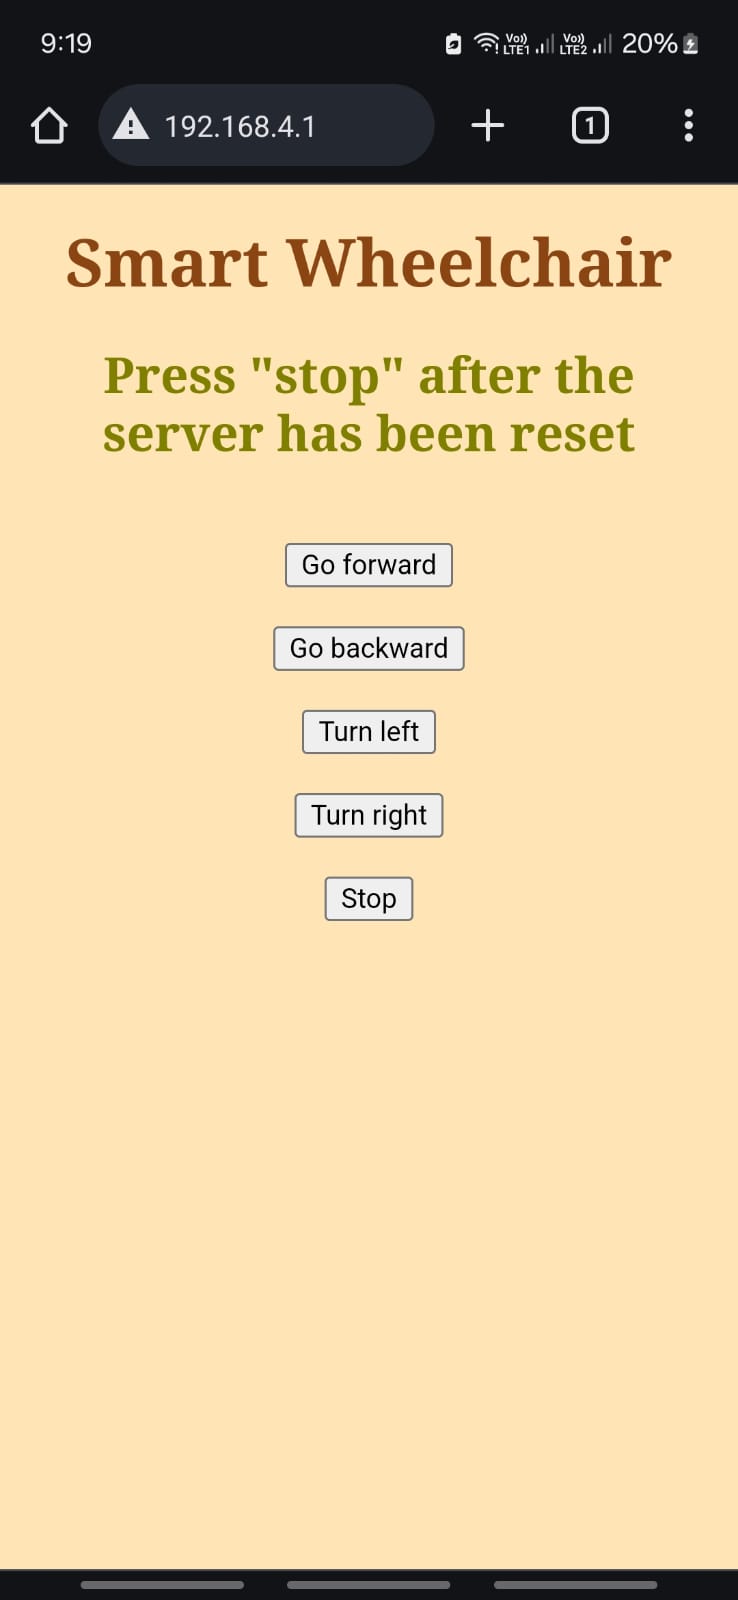 9:19 Vo)) LTE1 Vo)) LTE2 20%
192.168.4.1 1
Smart Wheelchair
Press "stop" after the
server has been reset
Go forward
Go backward
Turn left
Turn right
Stop